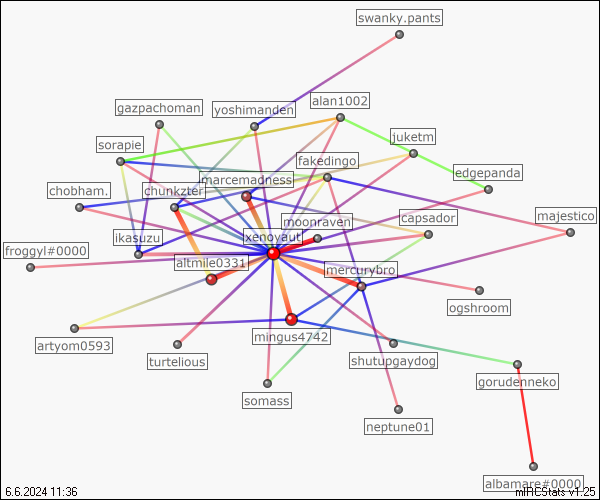 swanky.pants
gazpachoman
yoshimanden
alan1002
sorapie
juketm
fakedingo
edgepanda
marcemadness
chobham.
chunkzter
moonraven
capsador
majestico
ikasuzu
xenoyaut
froggyl#0000
altmile0331
mercurybro
ogshroom
mingus4742
artyom0593
turtelious
shutupgaydog
gorudenneko
somass
neptune01
albamare#0000
6.6.2024 11:36
mIRCStats v1.25